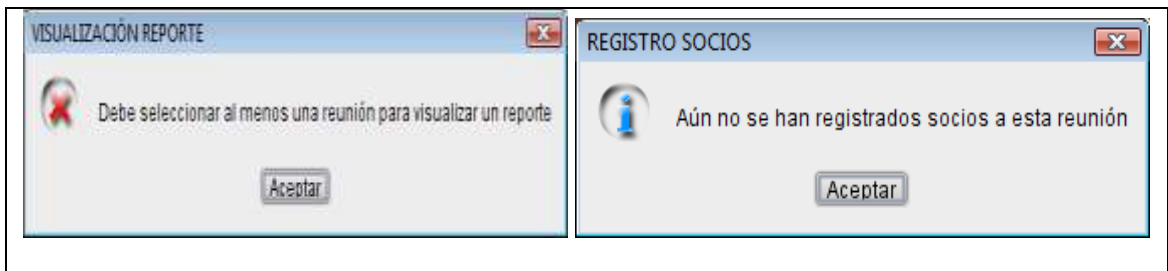 VISUALIZACIÓN REPORTE
Debe seleccionar al menos una reunión para visualizar un reporte
Aceptar
REGISTRO SOCIOS
Aún no se han registrados socios a esta reunión
Aceptar